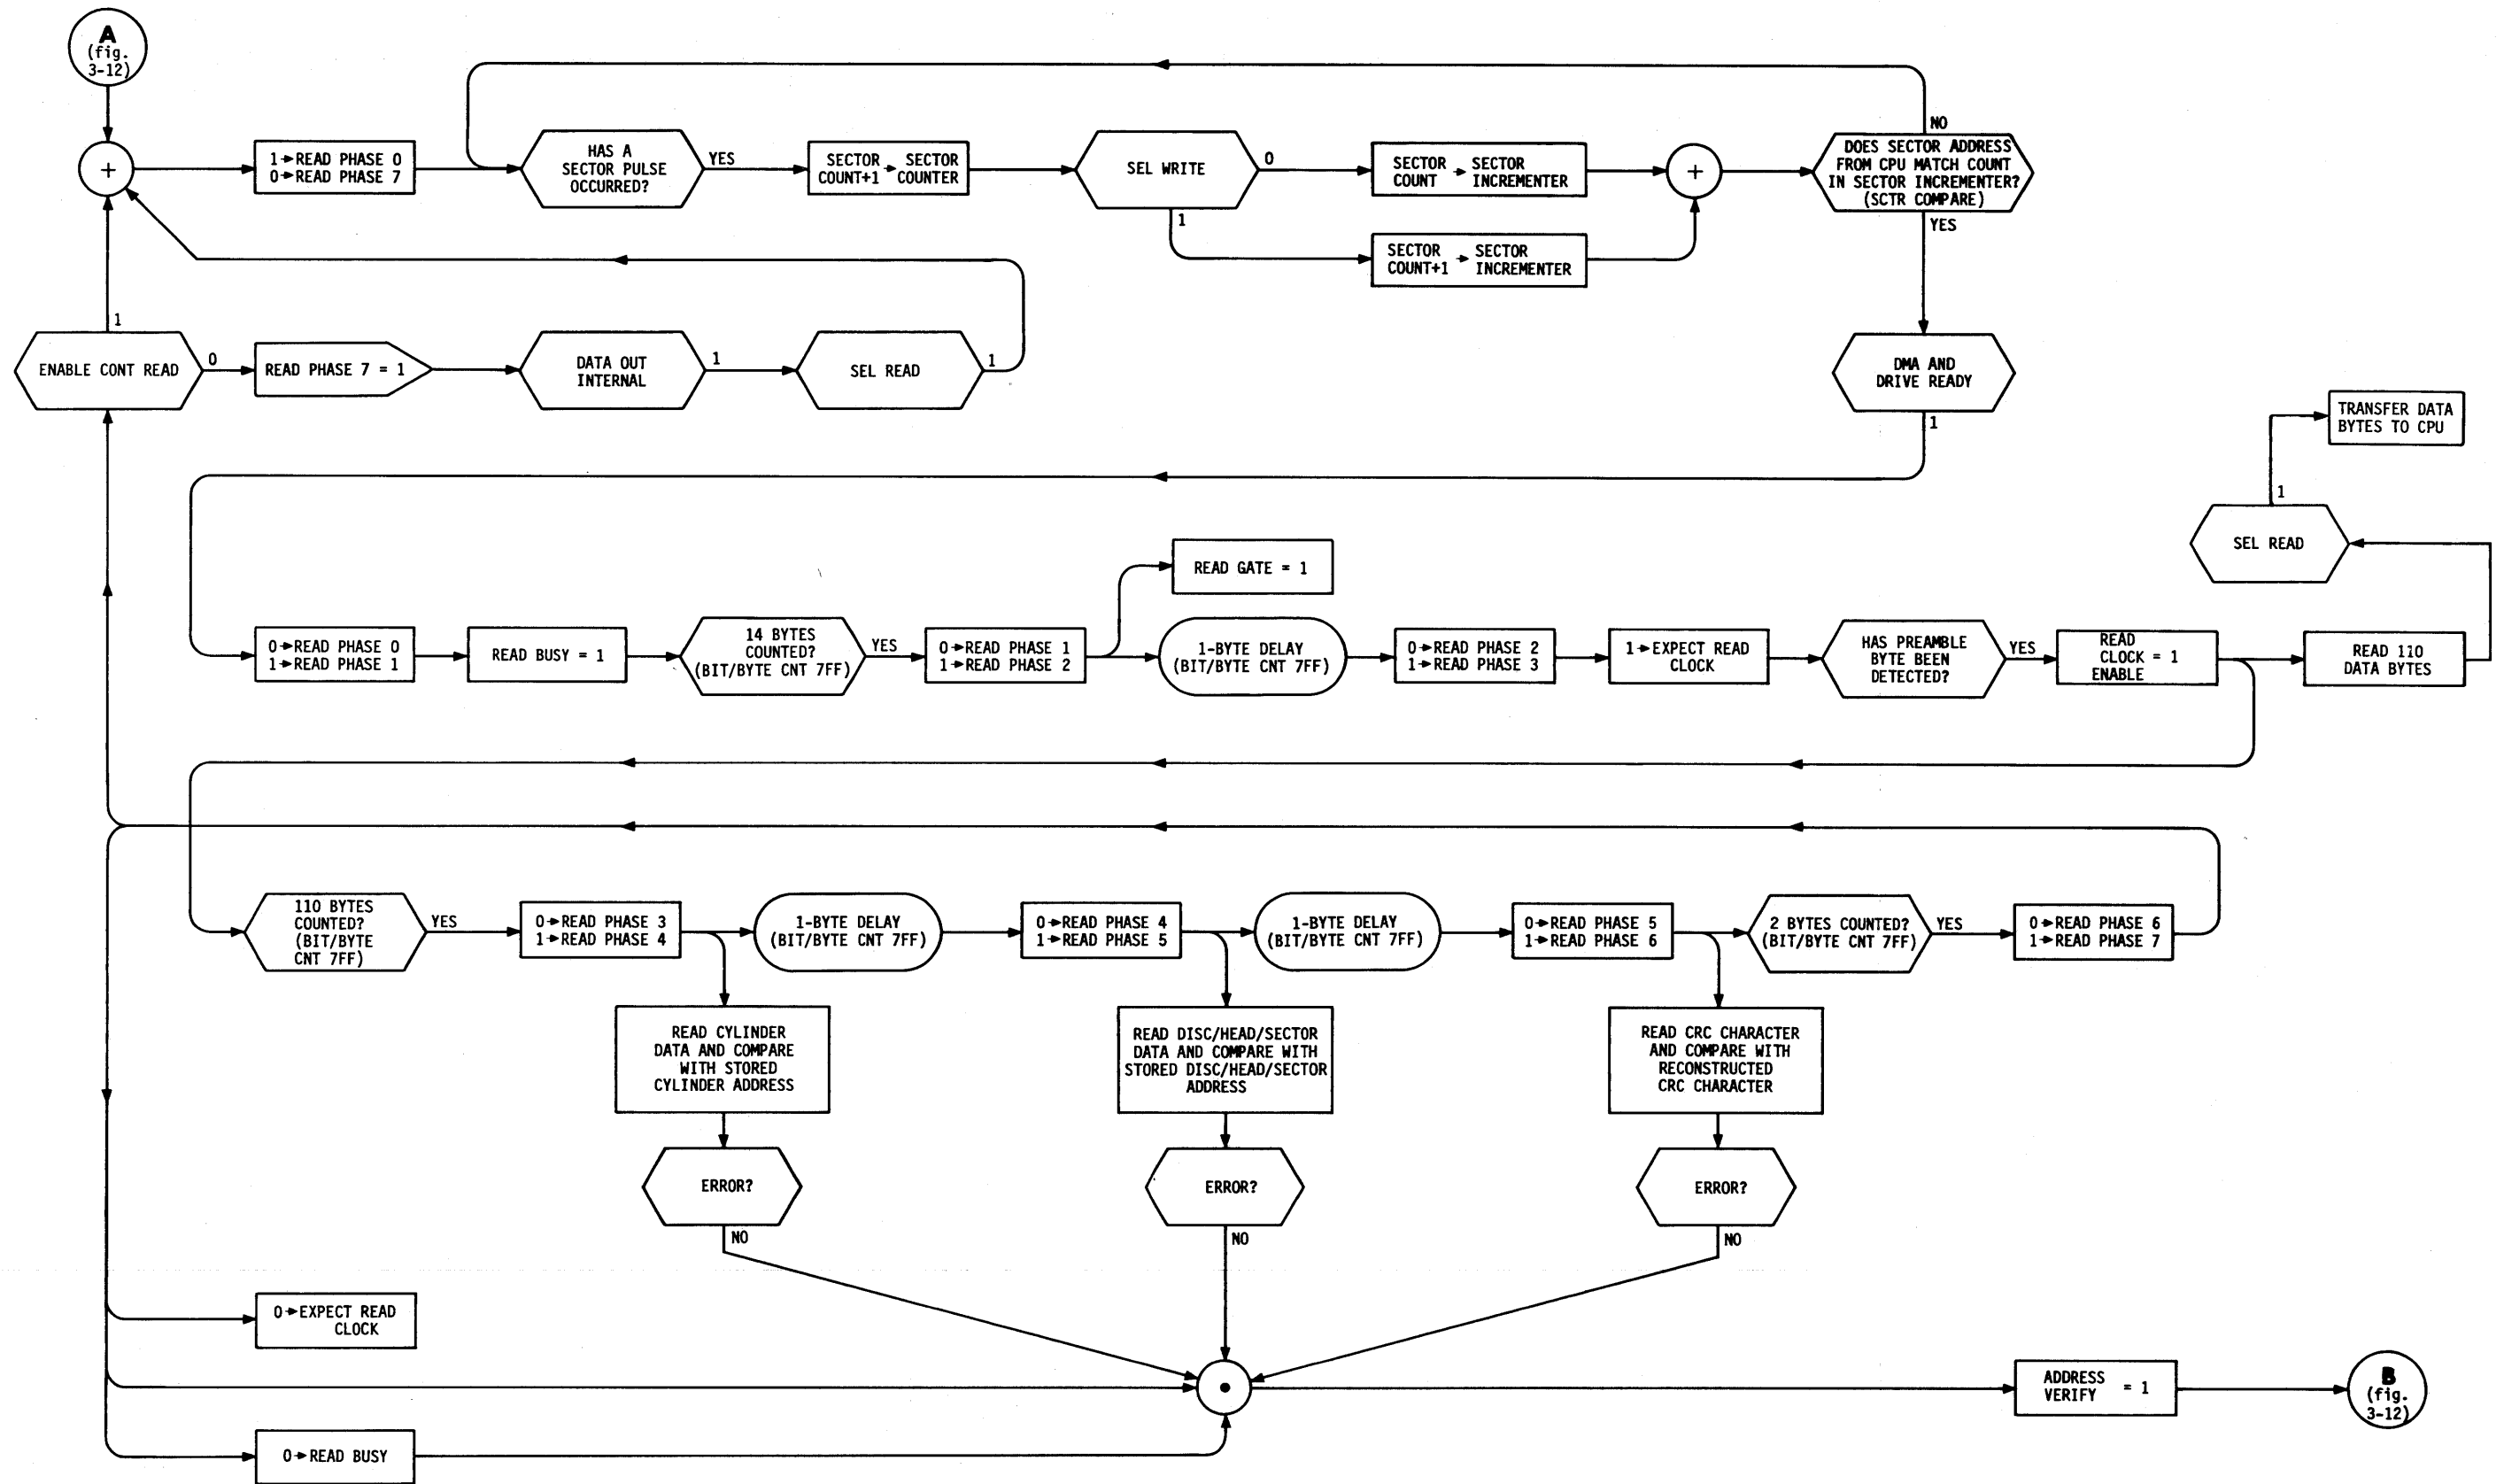 A
(fig.
3-12)
+
1→READ PHASE 0
0→READ PHASE 7
HAS A
SECTOR PULSE
OCCURRED?
YES
SECTOR → SECTOR
COUNT+1 COUNTER
SEL WRITE
0
SECTOR → SECTOR
COUNT INCREMENTER
1
SECTOR → SECTOR
COUNT+1 INCREMENTER
+
NO
DOES SECTOR ADDRESS
FROM CPU MATCH COUNT
IN SECTOR INCREMENTER?
(SCTR COMPARE)
YES
1
ENABLE CONT READ
0
READ PHASE 7 = 1
DATA OUT
INTERNAL
1
SEL READ
1
DMA AND
DRIVE READY
1
TRANSFER DATA
BYTES TO CPU
1
SEL READ
0→READ PHASE 0
1→READ PHASE 1
READ BUSY = 1
14 BYTES
COUNTED?
(BIT/BYTE CNT 7FF)
YES
0→READ PHASE 1
1→READ PHASE 2
READ GATE = 1
1-BYTE DELAY
(BIT/BYTE CNT 7FF)
0→READ PHASE 2
1→READ PHASE 3
1→EXPECT READ
CLOCK
HAS PREAMBLE
BYTE BEEN
DETECTED?
YES
READ
CLOCK = 1
ENABLE
READ 110
DATA BYTES
110 BYTES
COUNTED?
(BIT/BYTE
CNT 7FF)
YES
0→READ PHASE 3
1→READ PHASE 4
1-BYTE DELAY
(BIT/BYTE CNT 7FF)
0→READ PHASE 4
1→READ PHASE 5
1-BYTE DELAY
(BIT/BYTE CNT 7FF)
0→READ PHASE 5
1→READ PHASE 6
2 BYTES COUNTED?
(BIT/BYTE CNT 7FF)
YES
0→READ PHASE 6
1→READ PHASE 7
READ CYLINDER
DATA AND COMPARE
WITH STORED
CYLINDER ADDRESS
READ DISC/HEAD/SECTOR
DATA AND COMPARE WITH
STORED DISC/HEAD/SECTOR
ADDRESS
READ CRC CHARACTER
AND COMPARE WITH
RECONSTRUCTED
CRC CHARACTER
ERROR?
NO
ERROR?
NO
ERROR?
NO
0→EXPECT READ
CLOCK
ADDRESS
VERIFY = 1
B
(fig.
3-12)
0→READ BUSY